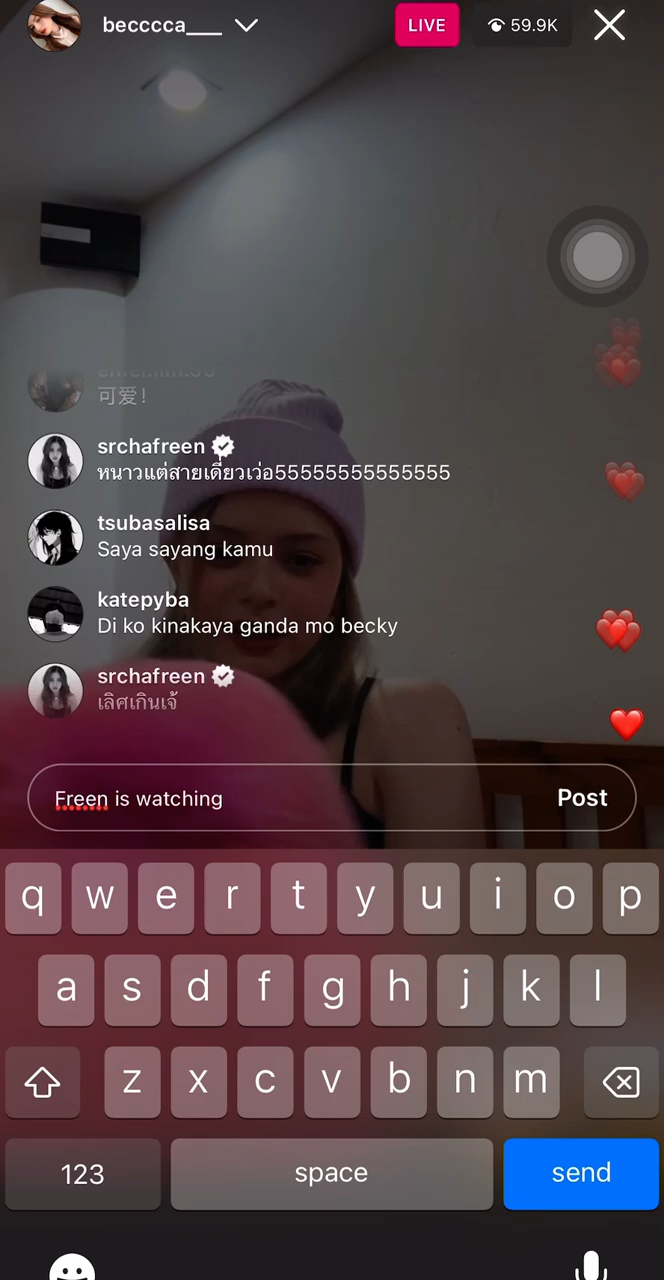 becccca___
LIVE
59.9K
可爱!
srchafreen
หนาวแต่สายเดี่ยวเว่อ55555555555555
tsubasalisa
Saya sayang kamu
katepyba
Di ko kinakaya ganda mo becky
srchafreen
เลิศเกินเจ้
Freen is watching
Post
q w e r t y u i o p
a s d f g h j k l
z x c v b n m
123
space
send